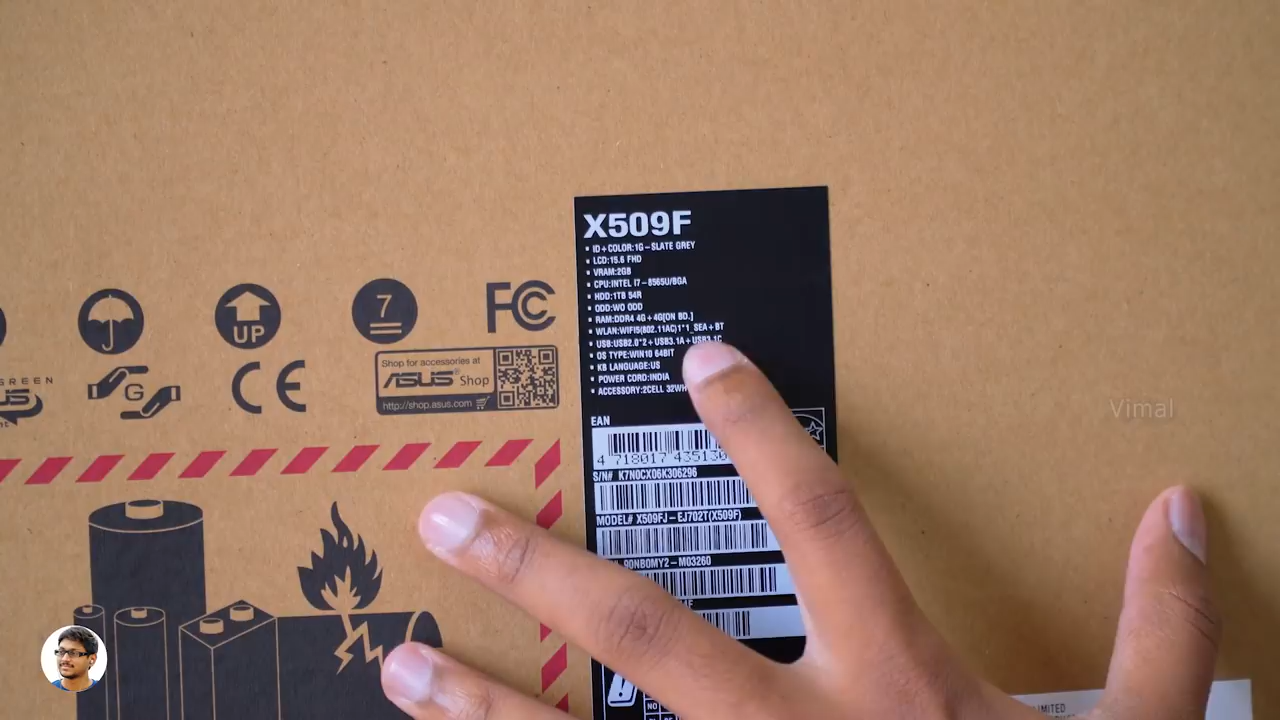 X509F
▪ ID+COLOR:1G-SLATE GREY
▪ LCD:15.6 FHD
▪ VRAM:2GB
▪ CPU:INTEL I7-8565U/BGA
▪ HDD:1TB 54R
▪ ODD:WO ODD
▪ RAM:DDR4 4G+4G[ON BD.]
▪ WLAN:WIFI5(802.11AC)1*1_SEA+BT
▪ USB:USB2.0*2+USB3.1A+USB3.1C
▪ OS TYPE:WIN10 64BIT
▪ KB LANGUAGE:US
▪ POWER CORD:INDIA
▪ ACCESSORY:2CELL 32WH
EAN
4 718017 435130
S/N# K7N0CX06K306296
MODEL# X509FJ-EJ702T(X509F)
90NB0MY2-M03260
NO
UP
7
FC
GREEN
G
CE
Shop for accessories at
ASUS® Shop
http://shop.asus.com
Vimal
LIMITED